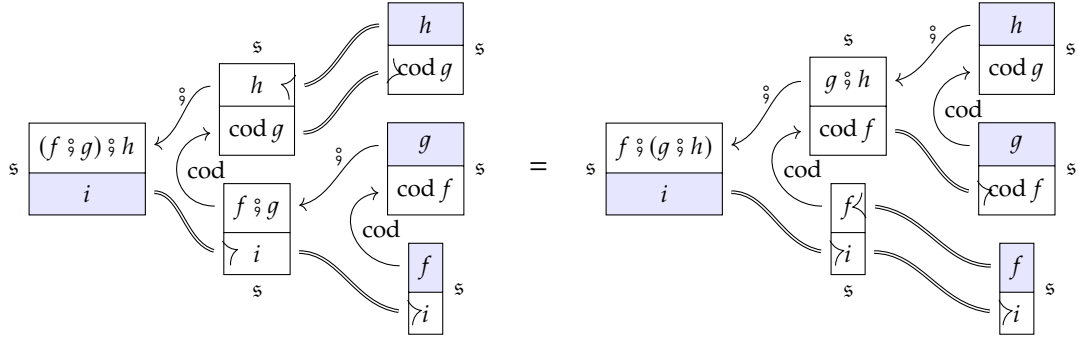 h
cod g
𝔰
𝔰
h
cod g
⨟
⨟
cod
(f ⨟ g) ⨟ h
i
𝔰
g
cod f
𝔰
f ⨟ g
i
𝔰
cod
f
i
𝔰
=
h
cod g
𝔰
𝔰
g ⨟ h
cod f
⨟
⨟
cod
cod
f ⨟ (g ⨟ h)
i
𝔰
g
cod f
𝔰
f
i
𝔰
f
i
𝔰